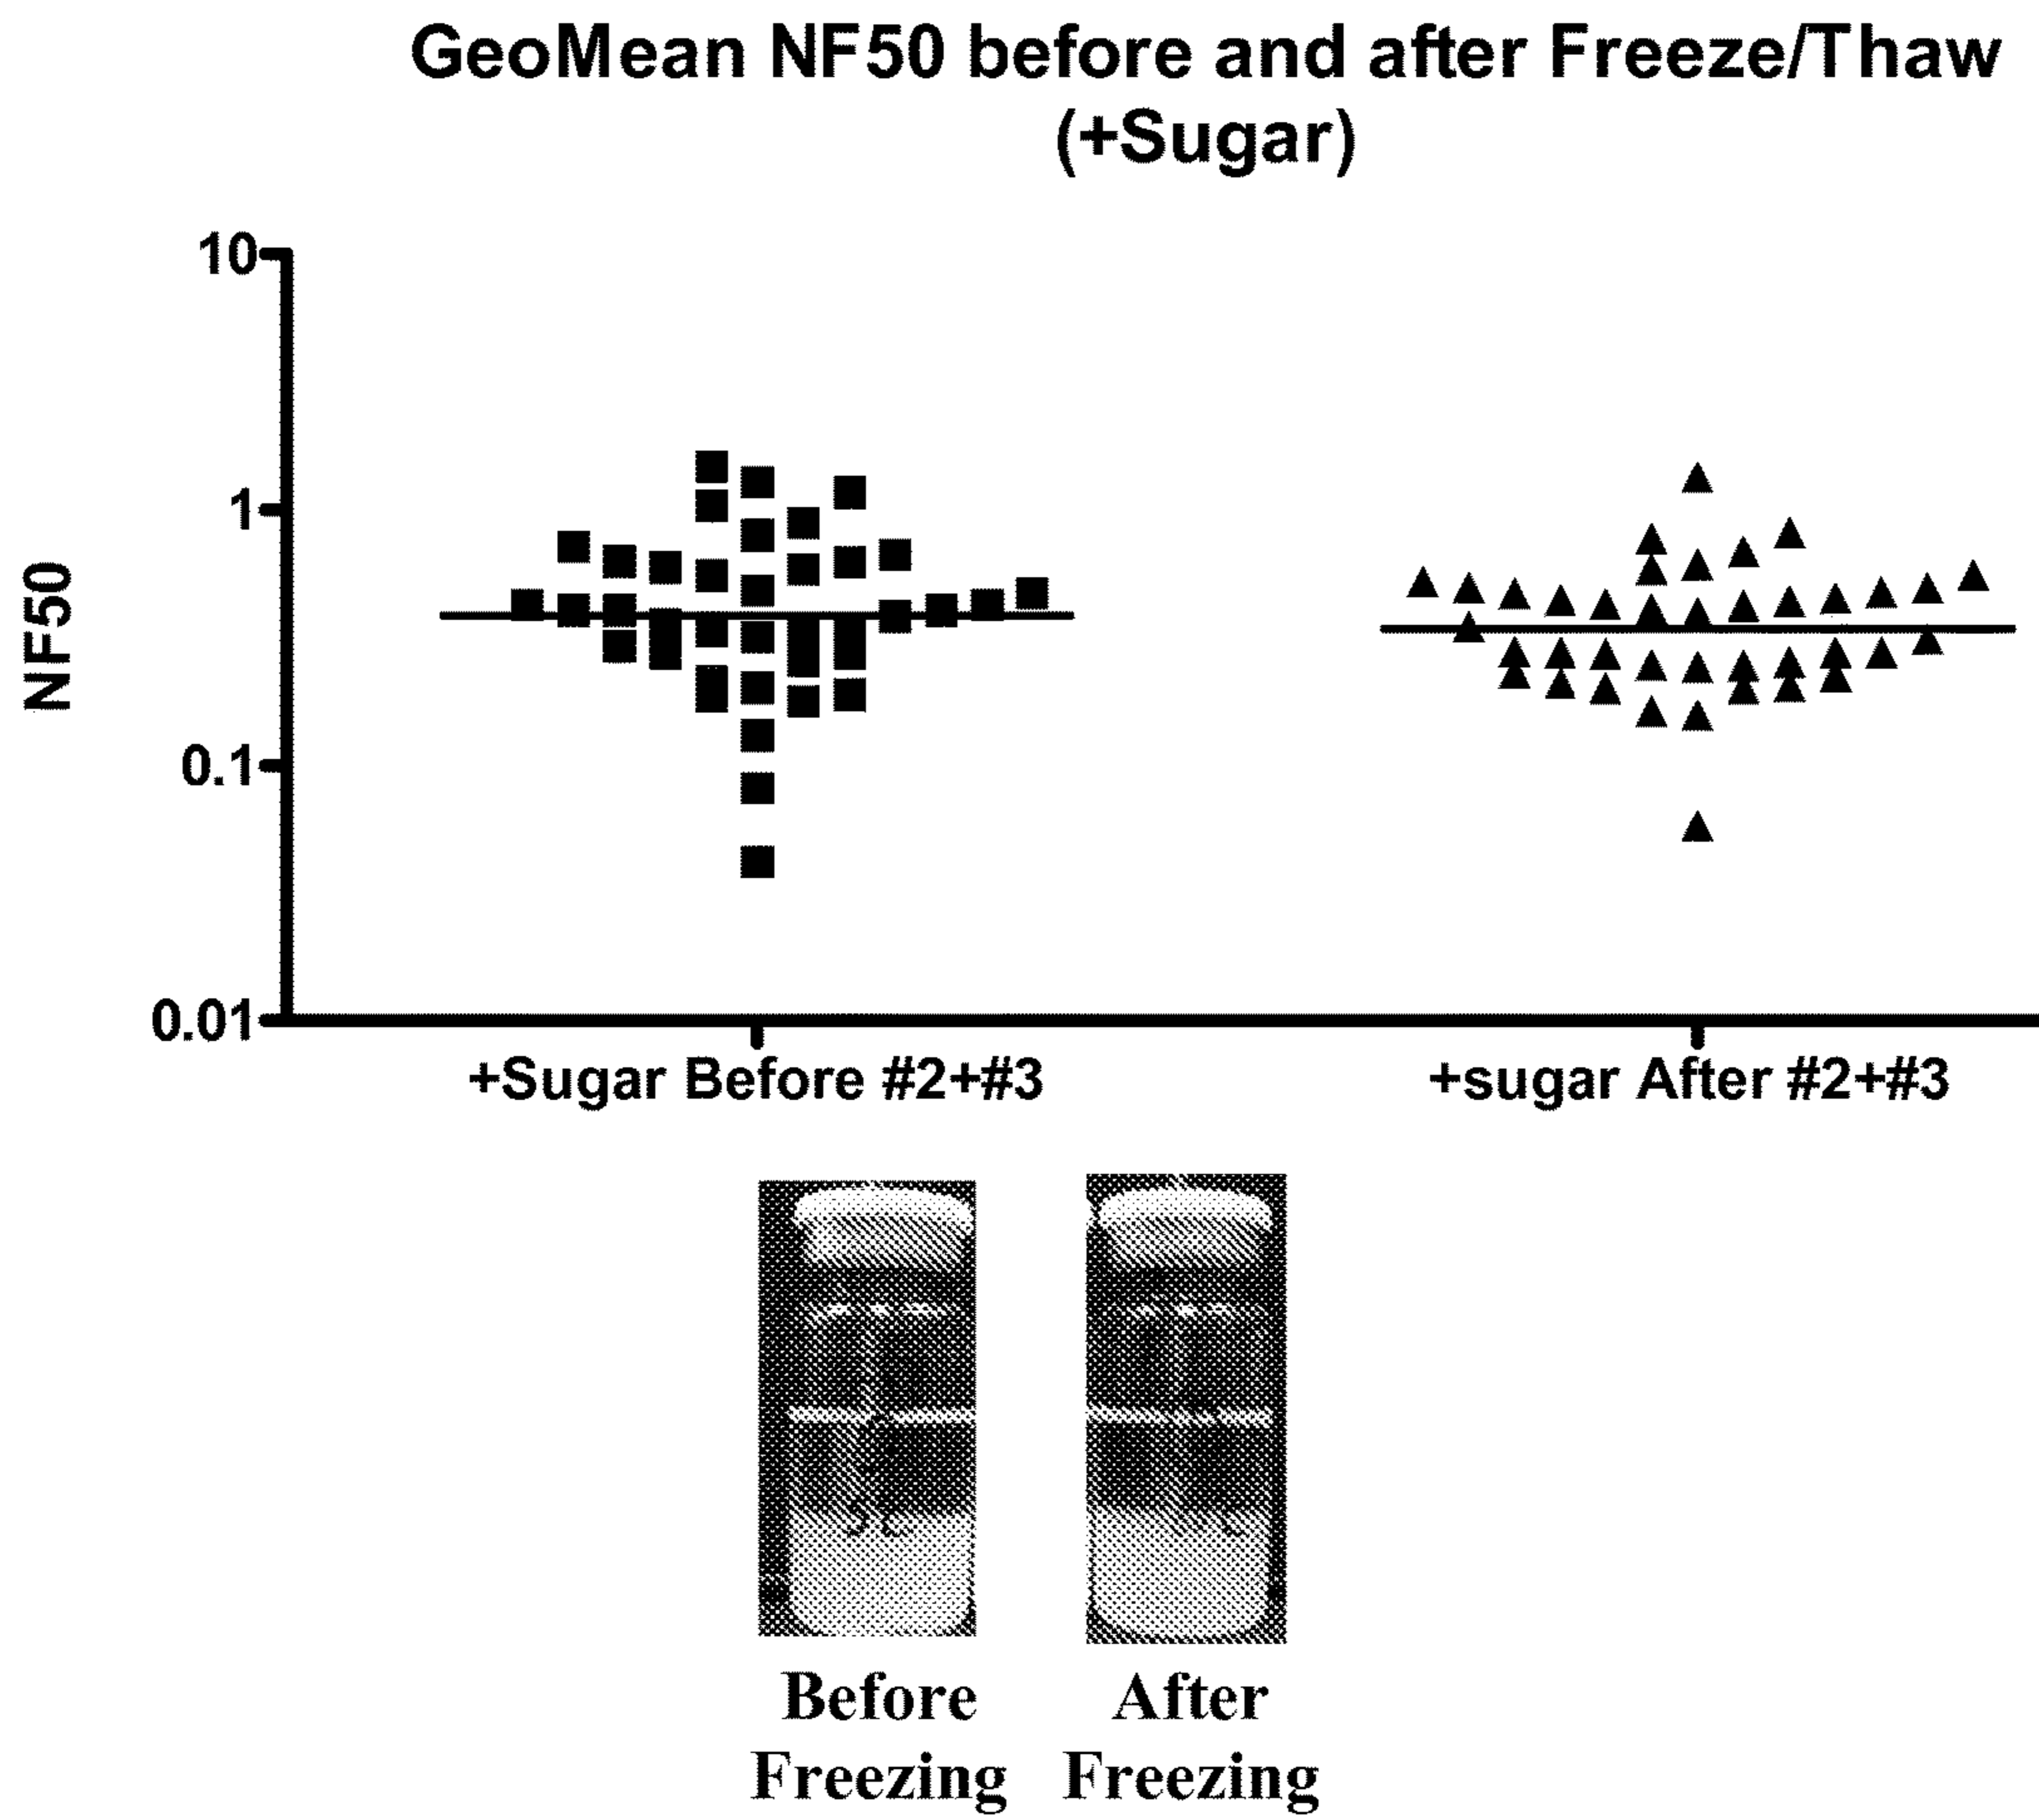 GeoMean NF50 before and after Freeze/Thaw
(+Sugar)
10
1
0.1
0.01
NF50
+Sugar Before #2+#3
+sugar After #2+#3
Before
Freezing
After
Freezing